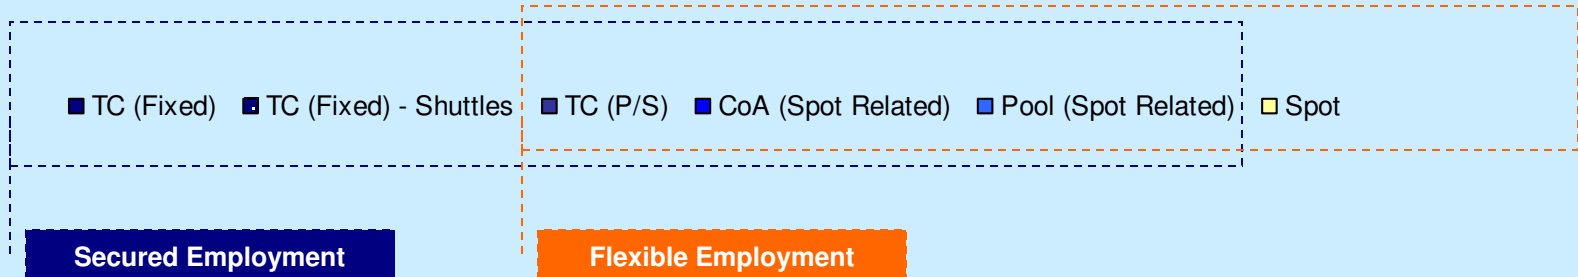 TC (Fixed) TC (Fixed) - Shuttles TC (P/S) CoA (Spot Related) Pool (Spot Related) Spot
Secured Employment Flexible Employment